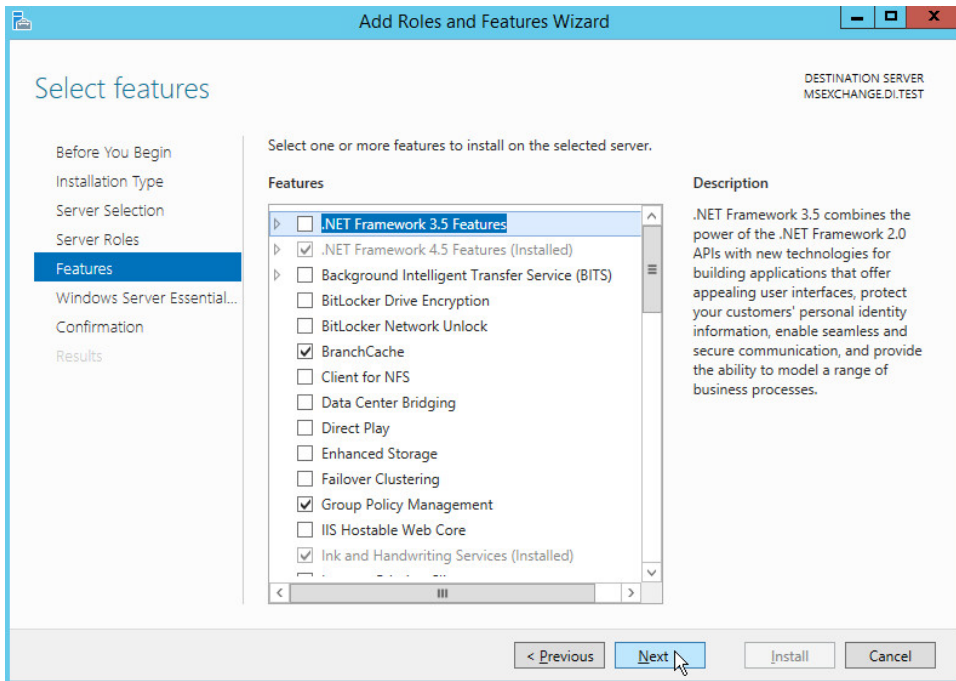 Add Roles and Features Wizard
Select features
DESTINATION SERVER
MSEXCHANGE.DI.TEST
Before You Begin
Installation Type
Server Selection
Server Roles
Features
Windows Server Essential...
Confirmation
Results
Select one or more features to install on the selected server.
Features
.NET Framework 3.5 Features
.NET Framework 4.5 Features (Installed)
Background Intelligent Transfer Service (BITS)
BitLocker Drive Encryption
BitLocker Network Unlock
BranchCache
Client for NFS
Data Center Bridging
Direct Play
Enhanced Storage
Failover Clustering
Group Policy Management
IIS Hostable Web Core
Ink and Handwriting Services (Installed)
Description
.NET Framework 3.5 combines the
power of the .NET Framework 2.0
APIs with new technologies for
building applications that offer
appealing user interfaces, protect
your customers' personal identity
information, enable seamless and
secure communication, and provide
the ability to model a range of
business processes.
< Previous
Next
Install
Cancel